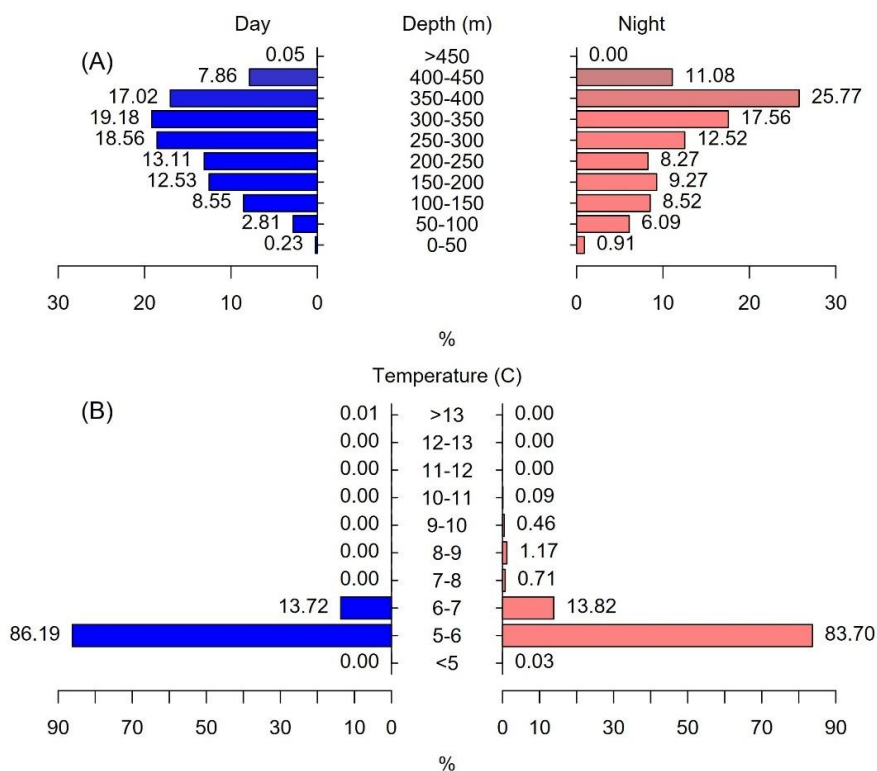 Day Depth (m) Night
(A)
0.05 >450 0.00
7.86 400-450 11.08
17.02 350-400 25.77
19.18 300-350 17.56
18.56 250-300 12.52
13.11 200-250 8.27
12.53 150-200 9.27
8.55 100-150 8.52
2.81 50-100 6.09
0.23 0-50 0.91
30 20 10 0 0 10 20 30
%
Temperature (C)
(B)
0.01 >13 0.00
0.00 12-13 0.00
0.00 11-12 0.00
0.00 10-11 0.09
0.00 9-10 0.46
0.00 8-9 1.17
0.00 7-8 0.71
13.72 6-7 13.82
86.19 5-6 83.70
0.00 <5 0.03
90 70 50 30 10 0 0 10 30 50 70 90
%